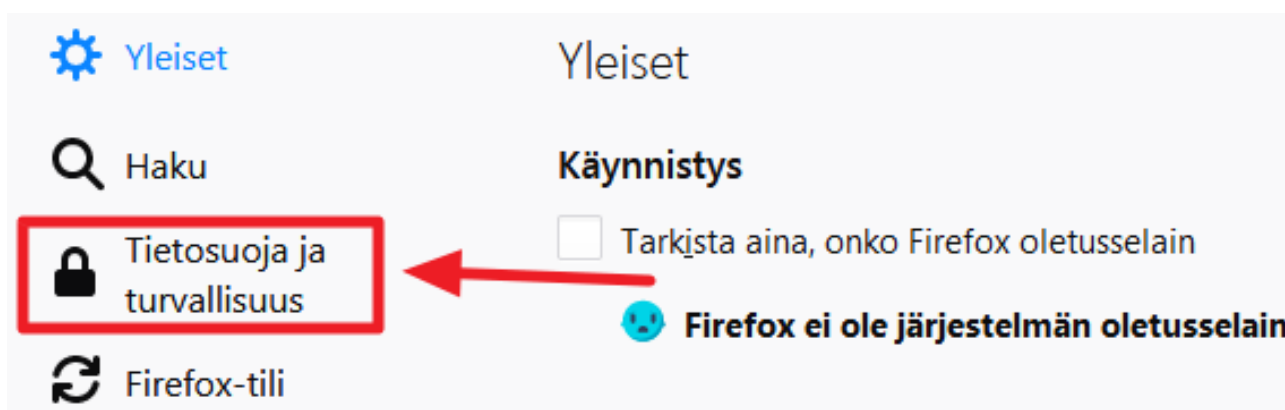 Yleiset
Haku
Tietosuoja ja
turvallisuus
Firefox-tili
Yleiset
Käynnistys
Tarkista aina, onko Firefox oletusselain
Firefox ei ole järjestelmän oletusselain